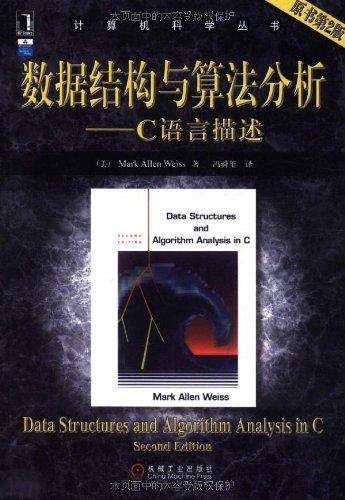 本页面中的内容受版权保护
计算机科学丛书
原书第2版
数据结构与算法分析
——C语言描述
(美) Mark Allen Weiss 著 冯舜玺 译
Data Structures
and
Algorithm Analysis in C
SECOND
EDITION
Mark Allen Weiss
Data Structures and Algorithm Analysis in C
Second Edition
本页面中的内容受版权保护
机械工业出版社
China Machine Press